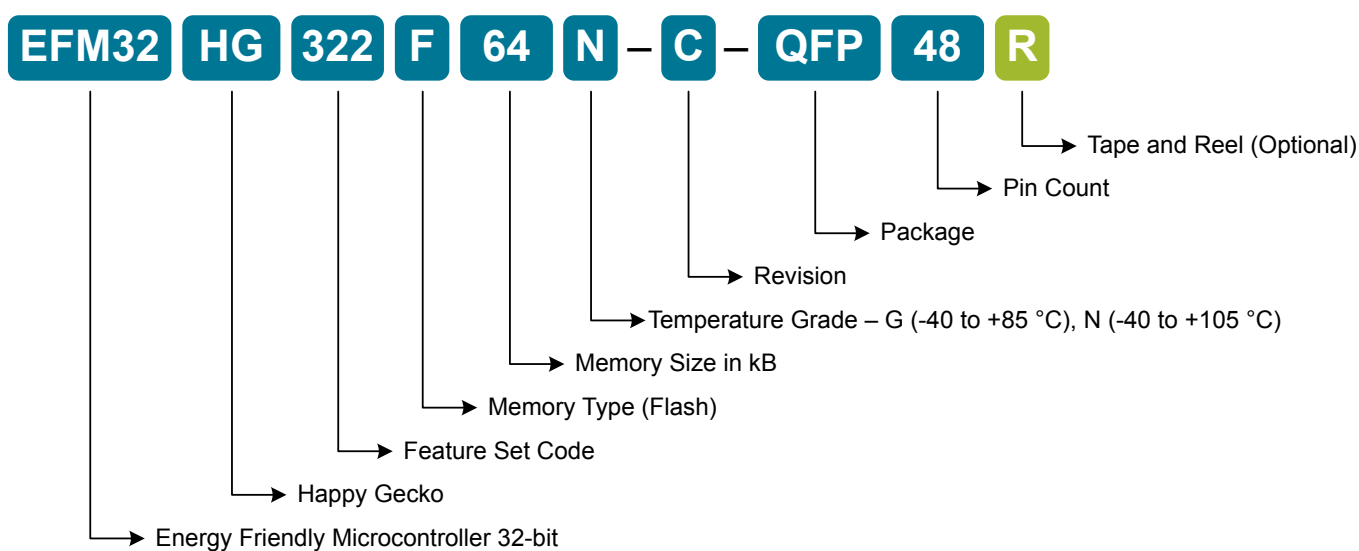 EFM32 HG 322 F 64 N – C – QFP 48 R
Tape and Reel (Optional)
Pin Count
Package
Revision
Temperature Grade – G (-40 to +85 °C), N (-40 to +105 °C)
Memory Size in kB
Memory Type (Flash)
Feature Set Code
Happy Gecko
Energy Friendly Microcontroller 32-bit